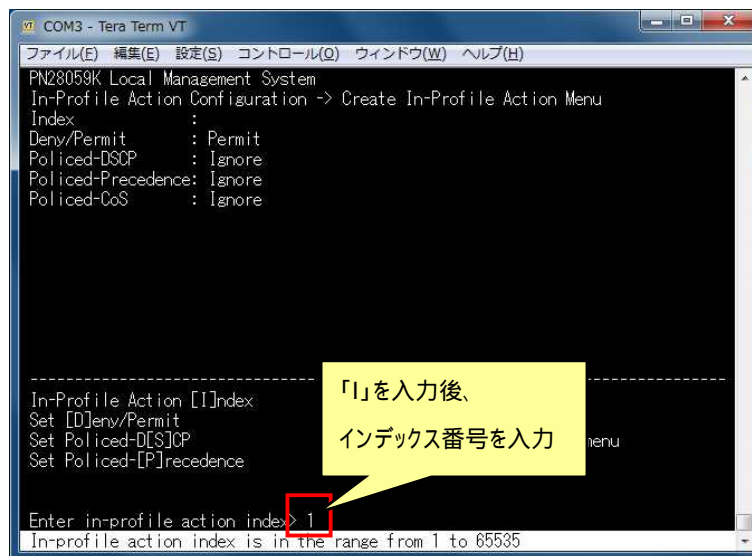 COM3 - Tera Term VT
ファイル(F) 編集(E) 設定(S) コントロール(O) ウィンドウ(W) ヘルプ(H)
PN28059K Local Management System
In-Profile Action Configuration -> Create In-Profile Action Menu
Index :
Deny/Permit : Permit
Policed-DSCP : Ignore
Policed-Precedence: Ignore
Policed-CoS : Ignore
In-Profile Action [I]ndex
Set [D]eny/Permit
Set Policed-D[S]CP
Set Policed-[P]recedence
「I」を入力後、
インデックス番号を入力
Enter in-profile action index> 1
In-profile action index is in the range from 1 to 65535